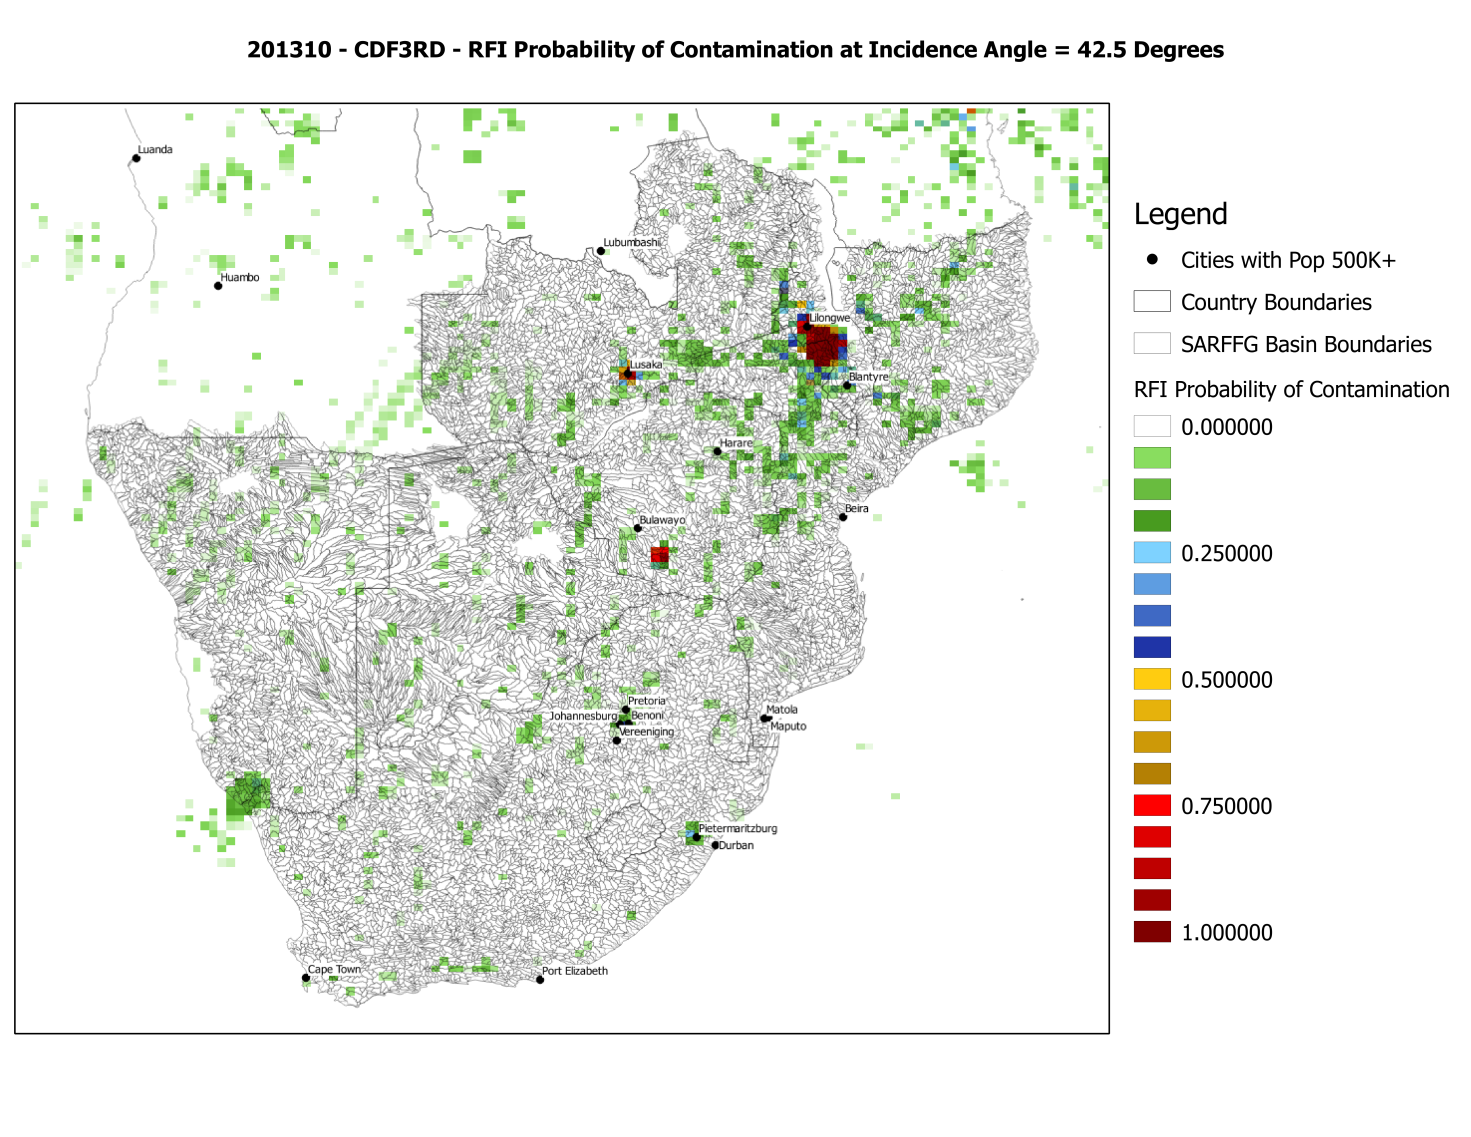 201310 - CDF3RD - RFI Probability of Contamination at Incidence Angle = 42.5 Degrees
Luanda
Lubumbashi
Huambo
Lilongwe
Lusaka
Blantyre
Harare
Beira
Bulawayo
Pretoria
Johannesburg
Benoni
Matola
Maputo
Vereeniging
Pietermaritzburg
Durban
Cape Town
Port Elizabeth
Legend
Cities with Pop 500K+
Country Boundaries
SARFFG Basin Boundaries
RFI Probability of Contamination
0.000000
0.250000
0.500000
0.750000
1.000000